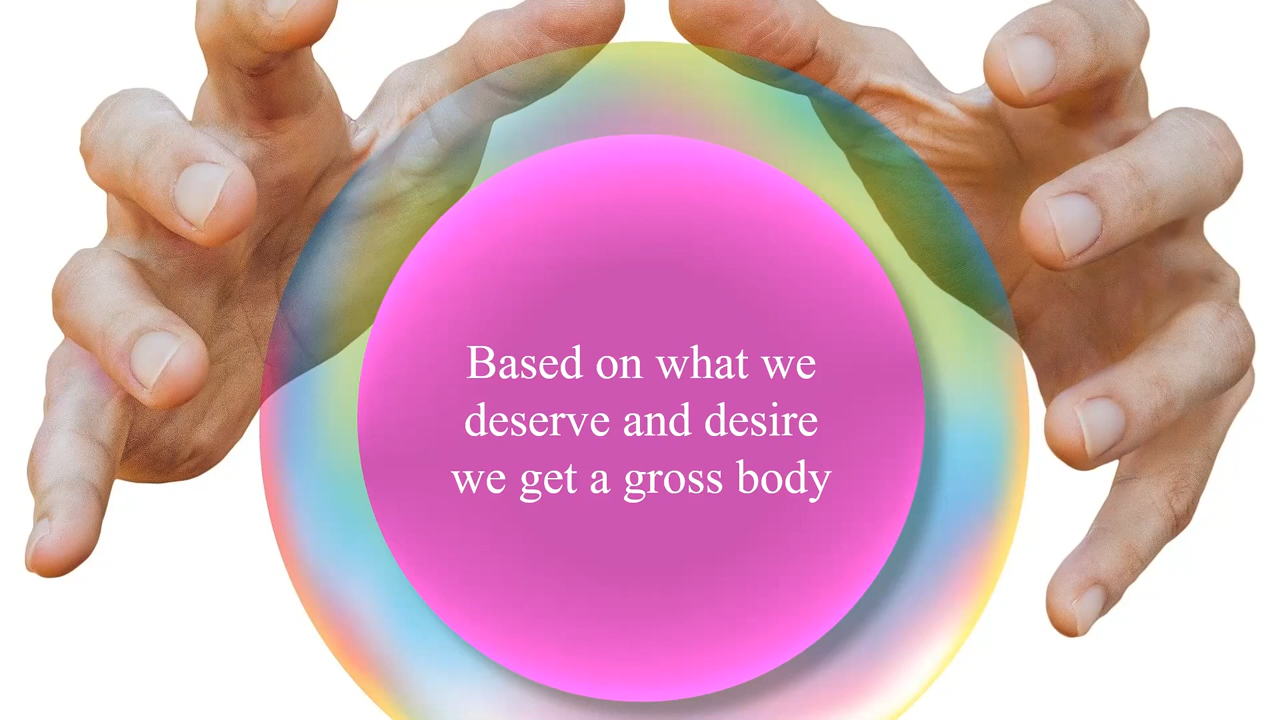 Based on what we
deserve and desire
we get a gross body